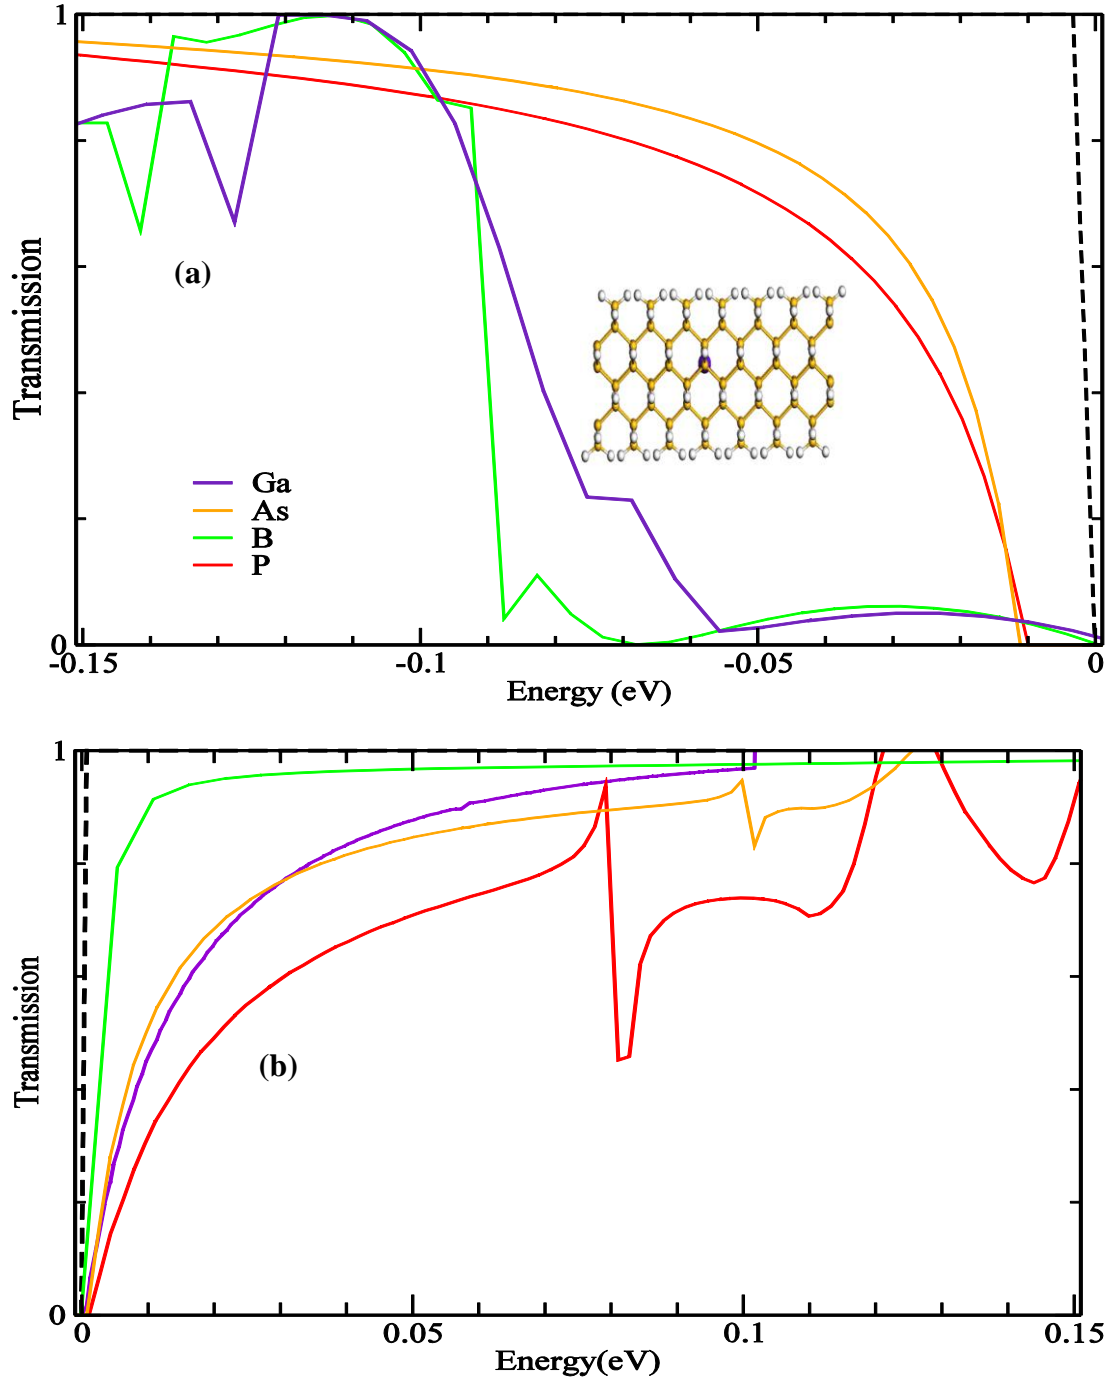 1
Transmission
(a)
Ga
As
B
P
0
-0.15 -0.1 -0.05 0
Energy (eV)
1
Transmission
(b)
0
0 0.05 0.1 0.15
Energy(eV)